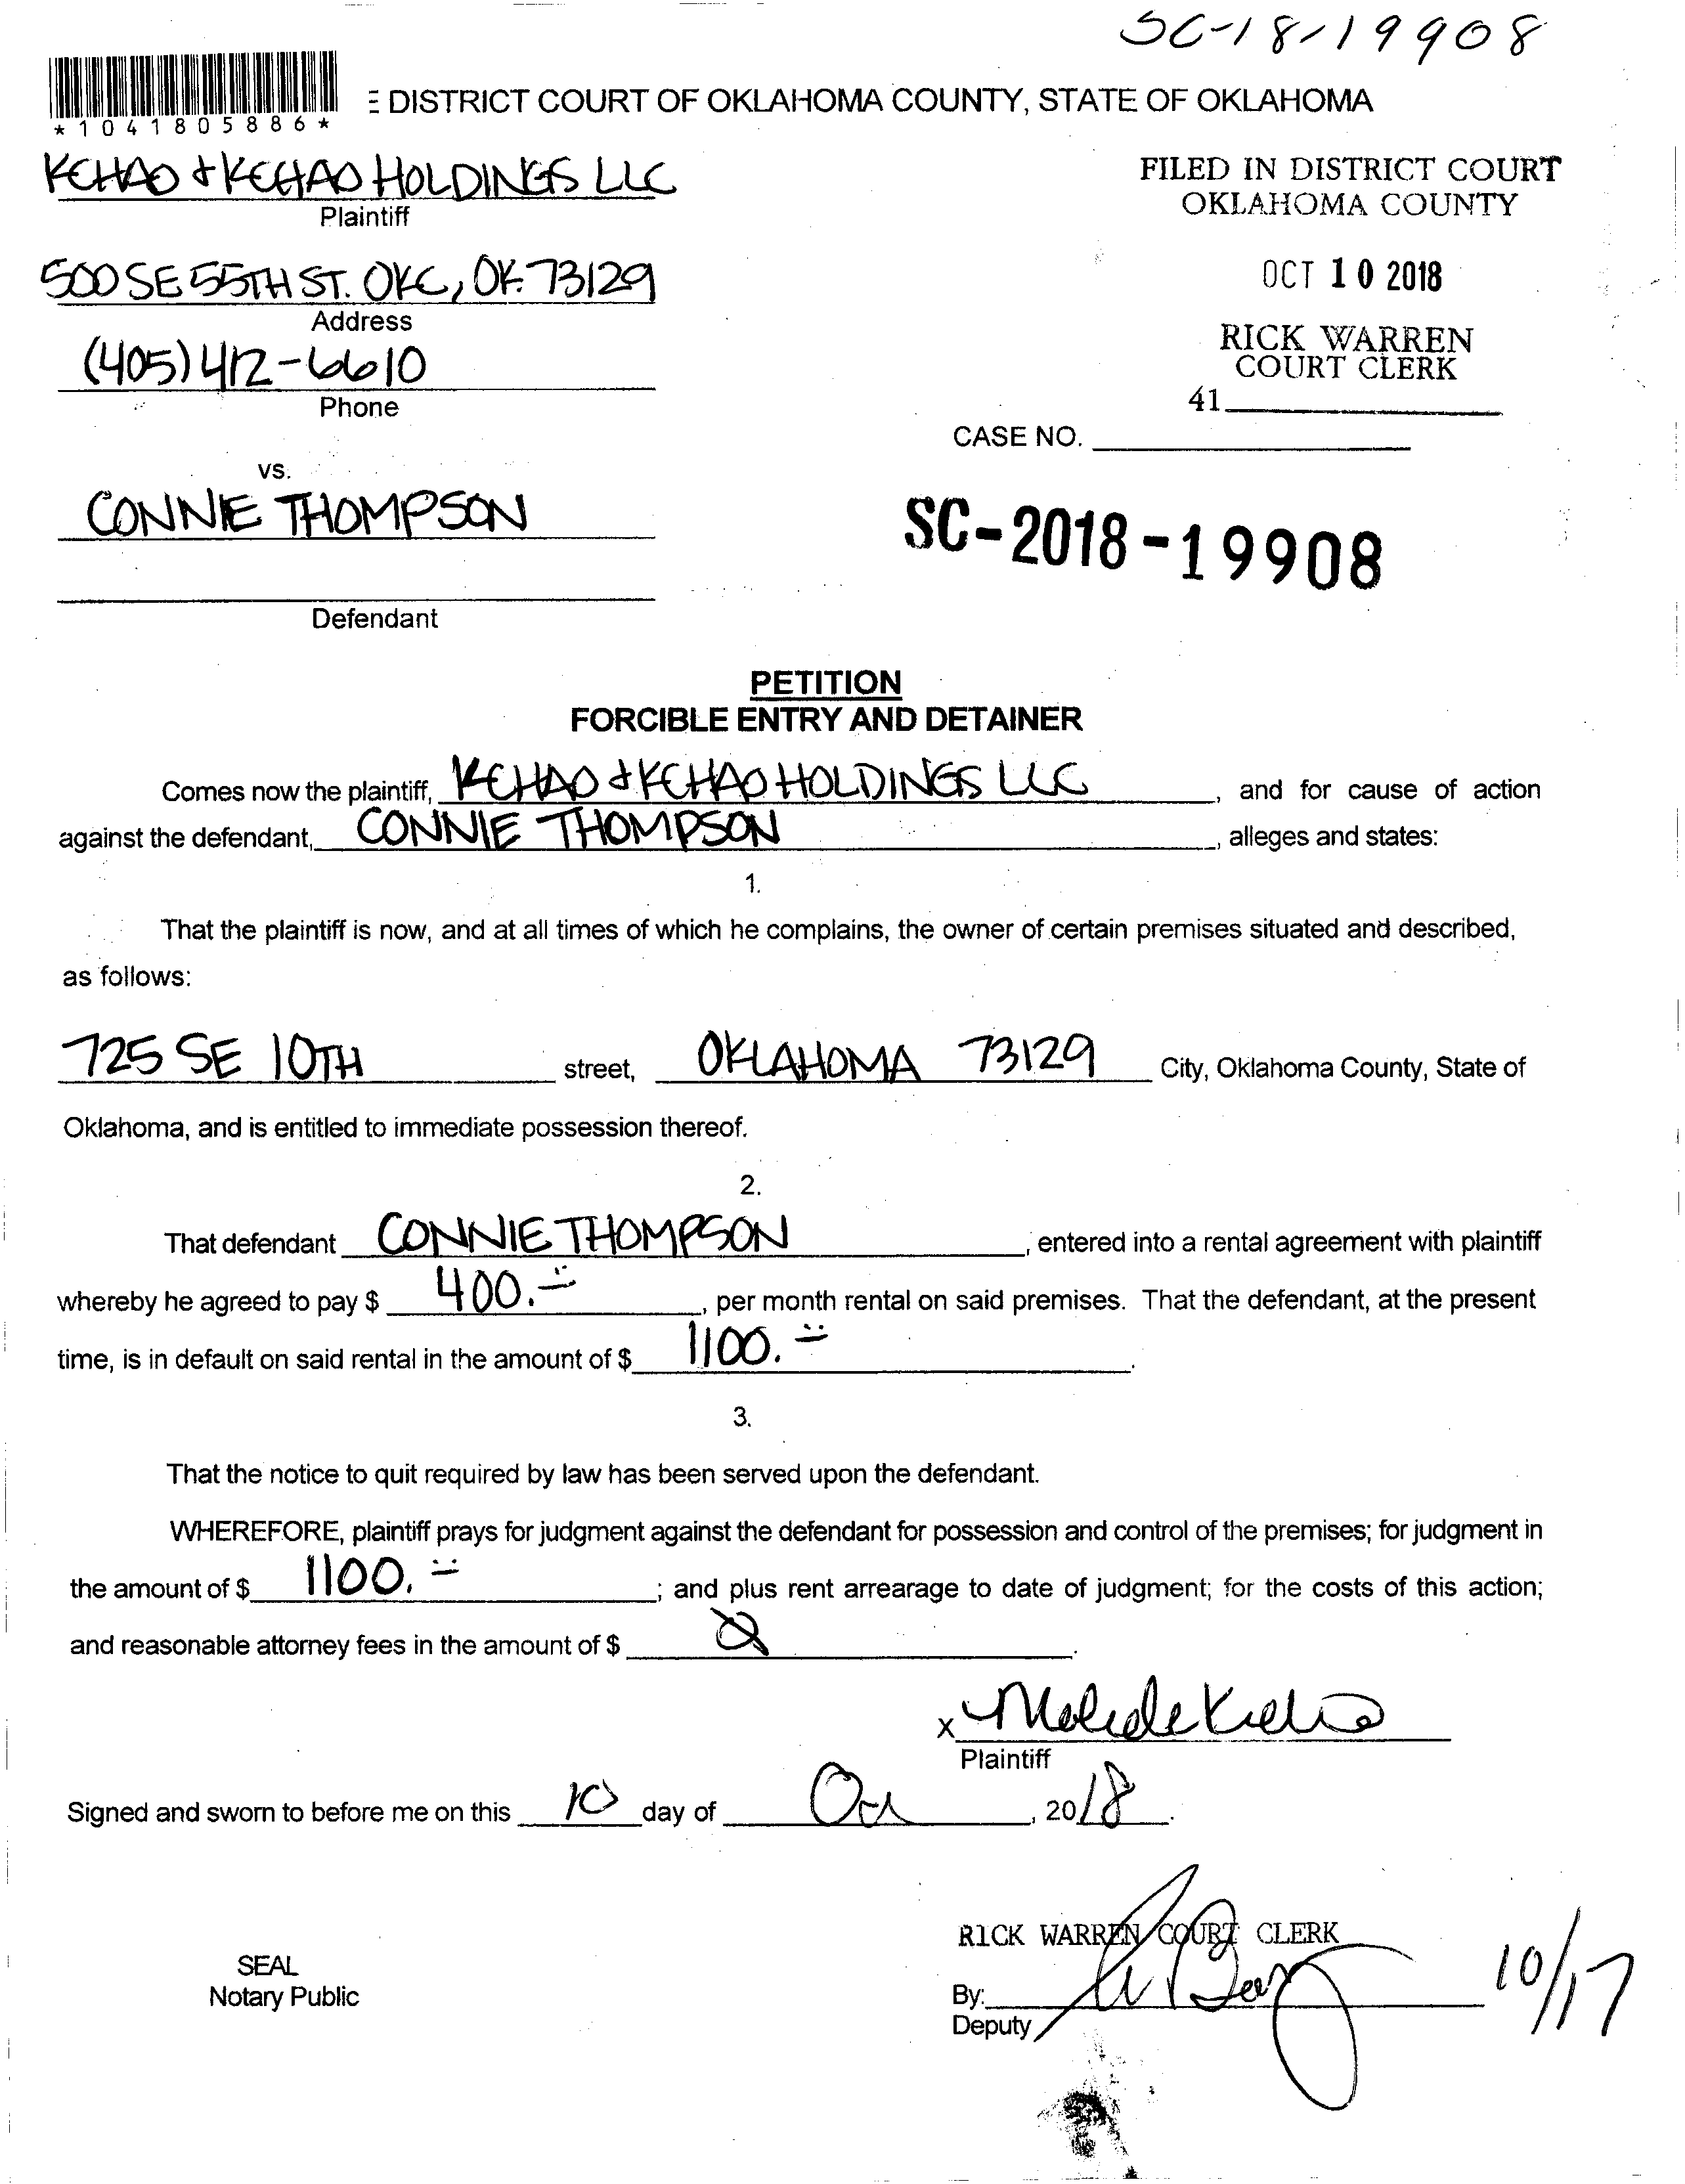 SC-18-19908
*1041805886*
DISTRICT COURT OF OKLAHOMA COUNTY, STATE OF OKLAHOMA
KCHAO & KCHAO HOLDINGS LLC
Plaintiff
FILED IN DISTRICT COURT
OKLAHOMA COUNTY
500 SE 55TH ST. OKC, OK 73129
Address
OCT 10 2018
(405) 412-6610
Phone
RICK WARREN
COURT CLERK
41
CASE NO.
vs.
CONNIE THOMPSON
SC-2018-19908
Defendant
PETITION
FORCIBLE ENTRY AND DETAINER
Comes now the plaintiff, KCHAO & KCHAO HOLDINGS LLC, and for cause of action
against the defendant, CONNIE THOMPSON, alleges and states:
1.
That the plaintiff is now, and at all times of which he complains, the owner of certain premises situated and described,
as follows:
725 SE 10TH street, OKLAHOMA 73129 City, Oklahoma County, State of
Oklahoma, and is entitled to immediate possession thereof.
2.
That defendant CONNIE THOMPSON, entered into a rental agreement with plaintiff
whereby he agreed to pay $ 400.-, per month rental on said premises. That the defendant, at the present
time, is in default on said rental in the amount of $ 1100.-.
3.
That the notice to quit required by law has been served upon the defendant.
WHEREFORE, plaintiff prays for judgment against the defendant for possession and control of the premises; for judgment in
the amount of $ 1100.-; and plus rent arrearage to date of judgment; for the costs of this action;
and reasonable attorney fees in the amount of $ .
x
Plaintiff
Signed and sworn to before me on this 10 day of Oct, 2018.
RICK WARREN COURT CLERK
SEAL
Notary Public
By:
Deputy
10/17